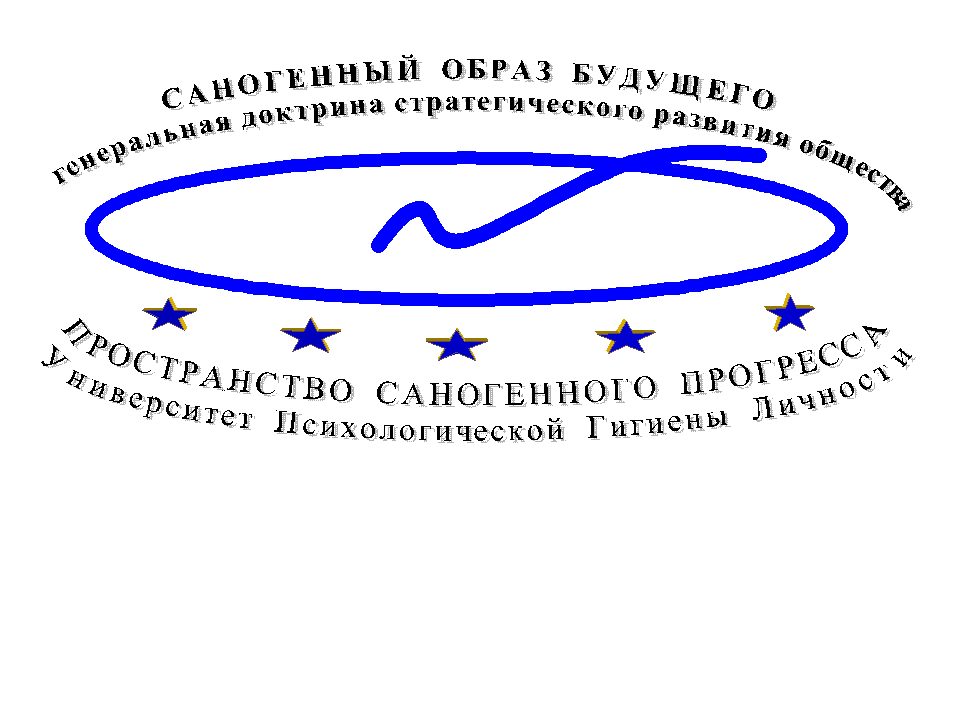 САНОГЕННЫЙ ОБРАЗ БУДУЩЕГО
генеральная доктрина стратегического развития общества
ПРОСТРАНСТВО САНОГЕННОГО ПРОГРЕССА
Университет Психологической Гигиены Личности